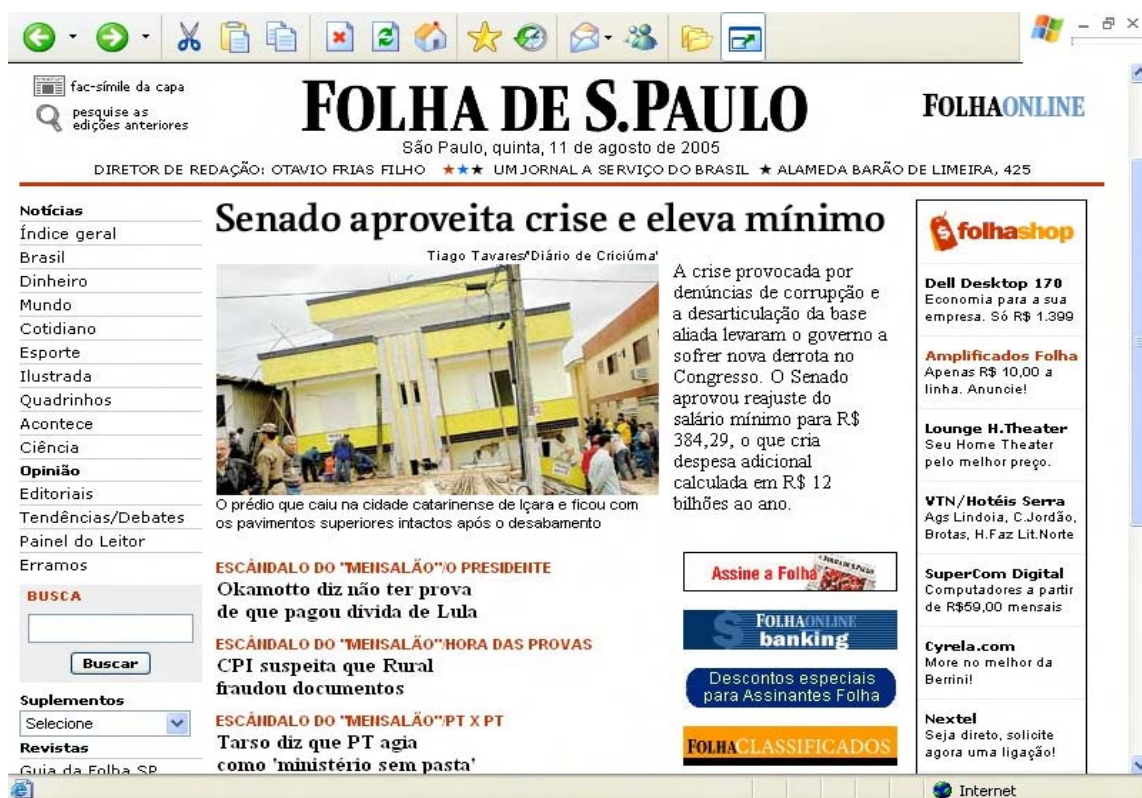 fac-símile da capa
pesquise as
edições anteriores
FOLHA DE S.PAULO
FOLHAONLINE
São Paulo, quinta, 11 de agosto de 2005
DIRETOR DE REDAÇÃO: OTAVIO FRIAS FILHO ★★★ UM JORNAL A SERVIÇO DO BRASIL ★ ALAMEDA BARÃO DE LIMEIRA, 425
Notícias
Índice geral
Brasil
Dinheiro
Mundo
Cotidiano
Esporte
Ilustrada
Quadrinhos
Acontece
Ciência
Opinião
Editoriais
Tendências/Debates
Painel do Leitor
Erramos
BUSCA
Buscar
Suplementos
Selecione
Revistas
Guia da Folha SP
Senado aproveita crise e eleva mínimo
Tiago Tavares/'Diário de Criciúma'
O prédio que caiu na cidade catarinense de Içara e ficou com
os pavimentos superiores intactos após o desabamento
A crise provocada por
denúncias de corrupção e
a desarticulação da base
aliada levaram o governo a
sofrer nova derrota no
Congresso. O Senado
aprovou reajuste do
salário mínimo para R$
384,29, o que cria
despesa adicional
calculada em R$ 12
bilhões ao ano.
ESCÂNDALO DO "MENSALÃO"/O PRESIDENTE
Okamotto diz não ter prova
de que pagou dívida de Lula
ESCÂNDALO DO "MENSALÃO"/HORA DAS PROVAS
CPI suspeita que Rural
fraudou documentos
ESCÂNDALO DO "MENSALÃO"/PT X PT
Tarso diz que PT agia
como 'ministério sem pasta'
Assine a Folha
FOLHAONLINE
banking
Descontos especiais
para Assinantes Folha
FOLHACLASSIFICADOS
folhashop
Dell Desktop 170
Economia para a sua
empresa. Só R$ 1.399
Amplificados Folha
Apenas R$ 10,00 a
linha. Anuncie!
Lounge H.Theater
Seu Home Theater
pelo melhor preço.
VTN/Hotéis Serra
Ags Lindoia, C.Jordão,
Brotas, H.Faz Lit.Norte
SuperCom Digital
Computadores a partir
de R$59,00 mensais
Cyrela.com
More no melhor da
Berrini!
Nextel
Seja direto, solicite
agora uma ligação!
Internet